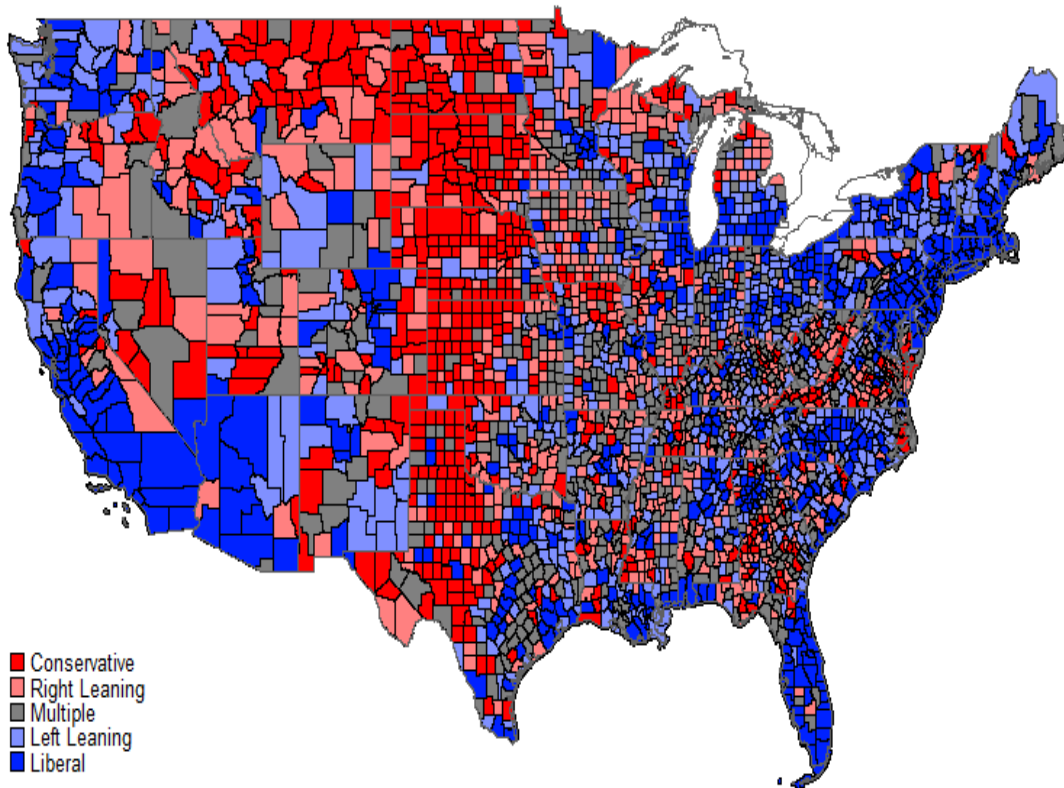 Conservative
Right Leaning
Multiple
Left Leaning
Liberal